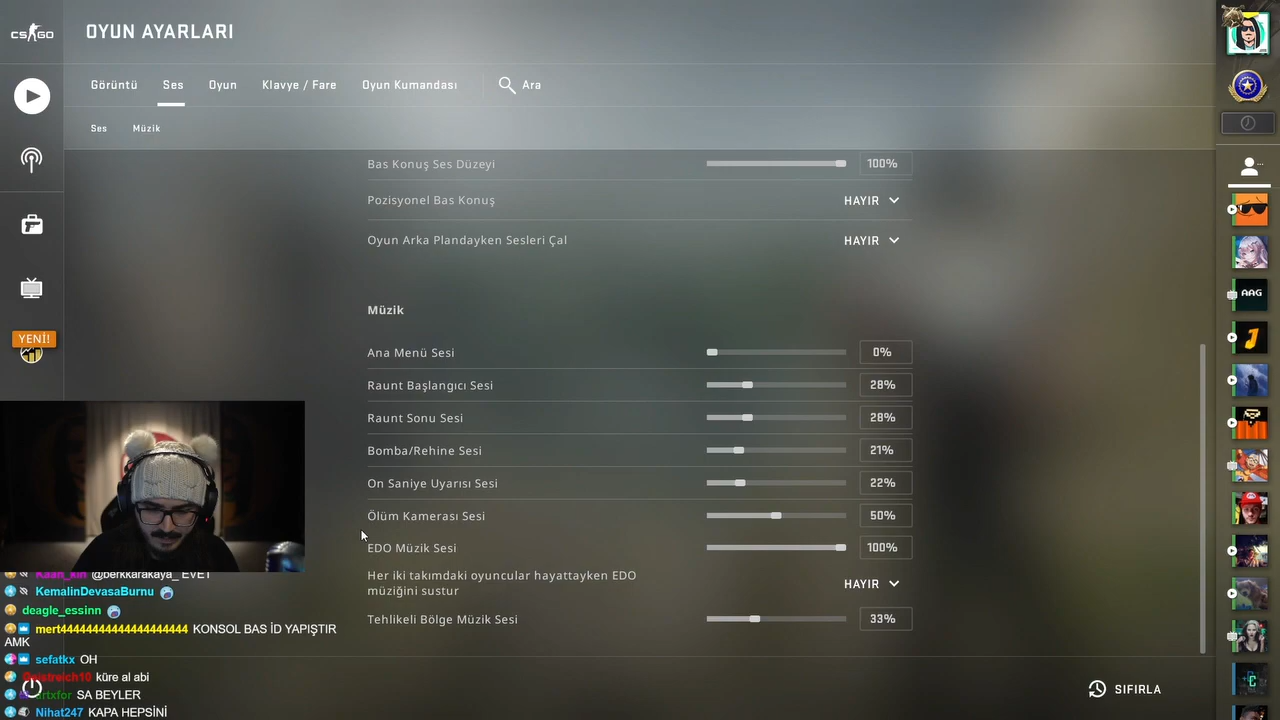 CS:GO
OYUN AYARLARI
Görüntü
Ses
Oyun
Klavye / Fare
Oyun Kumandası
Ara
Ses
Müzik
Bas Konuş Ses Düzeyi
100%
Pozisyonel Bas Konuş
HAYIR
Oyun Arka Plandayken Sesleri Çal
HAYIR
Müzik
Ana Menü Sesi
0%
Raunt Başlangıcı Sesi
28%
Raunt Sonu Sesi
28%
Bomba/Rehine Sesi
21%
On Saniye Uyarısı Sesi
22%
Ölüm Kamerası Sesi
50%
EDO Müzik Sesi
100%
Her iki takımdaki oyuncular hayattayken EDO
müziğini sustur
HAYIR
Tehlikeli Bölge Müzik Sesi
33%
SIFIRLA
YENİ!
AAG
@berkkarakaya_ EVET
KemalinDevasaBurnu
deagle_essinn
mert44444444444444444444 KONSOL BAS İD YAPIŞTIR
AMK
sefatkx OH
küre al abi
SA BEYLER
Nihat247 KAPA HEPSİNİ